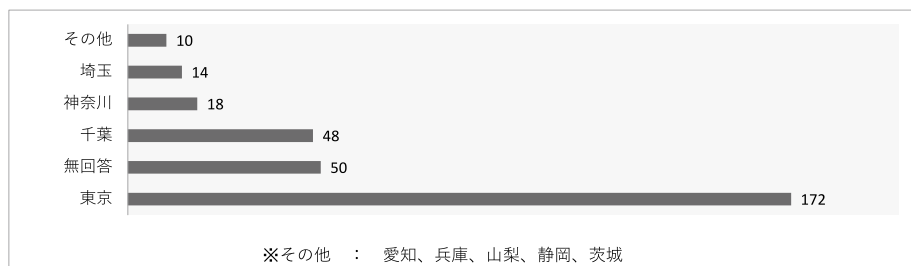 その他 10
埼玉 14
神奈川 18
千葉 48
無回答 50
東京 172
※その他 ： 愛知、兵庫、山梨、静岡、茨城